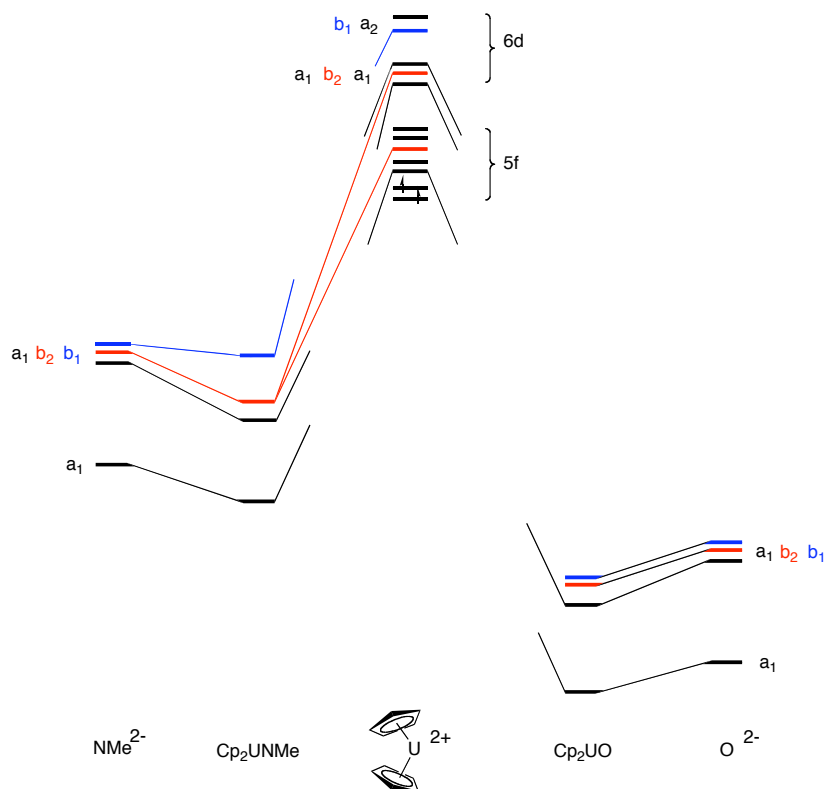 b₁ a₂
6d
a₁ b₂ a₁
5f
a₁ b₂ b₁
a₁
a₁ b₂ b₁
a₁
NMe²⁻
Cp₂UNMe
U 2+
Cp₂UO
O 2-